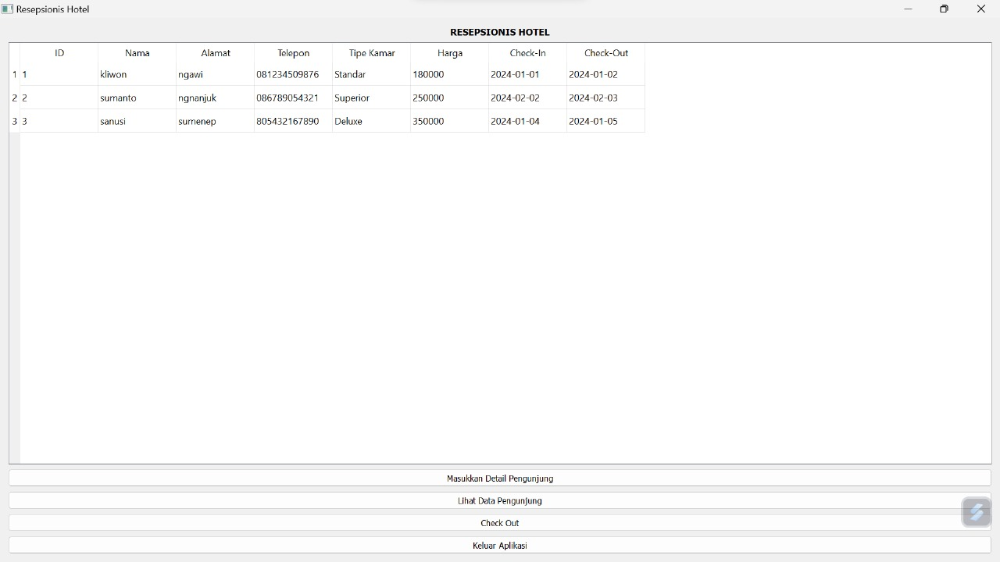 Resepsionis Hotel
RESEPSIONIS HOTEL
ID Nama Alamat Telepon Tipe Kamar Harga Check-In Check-Out
1 1 kliwon ngawi 081234509876 Standar 180000 2024-01-01 2024-01-02
2 2 sumanto ngnanjuk 086789054321 Superior 250000 2024-02-02 2024-02-03
3 3 sanusi sumenep 805432167890 Deluxe 350000 2024-01-04 2024-01-05
Masukkan Detail Pengunjung
Lihat Data Pengunjung
Check Out
Keluar Aplikasi